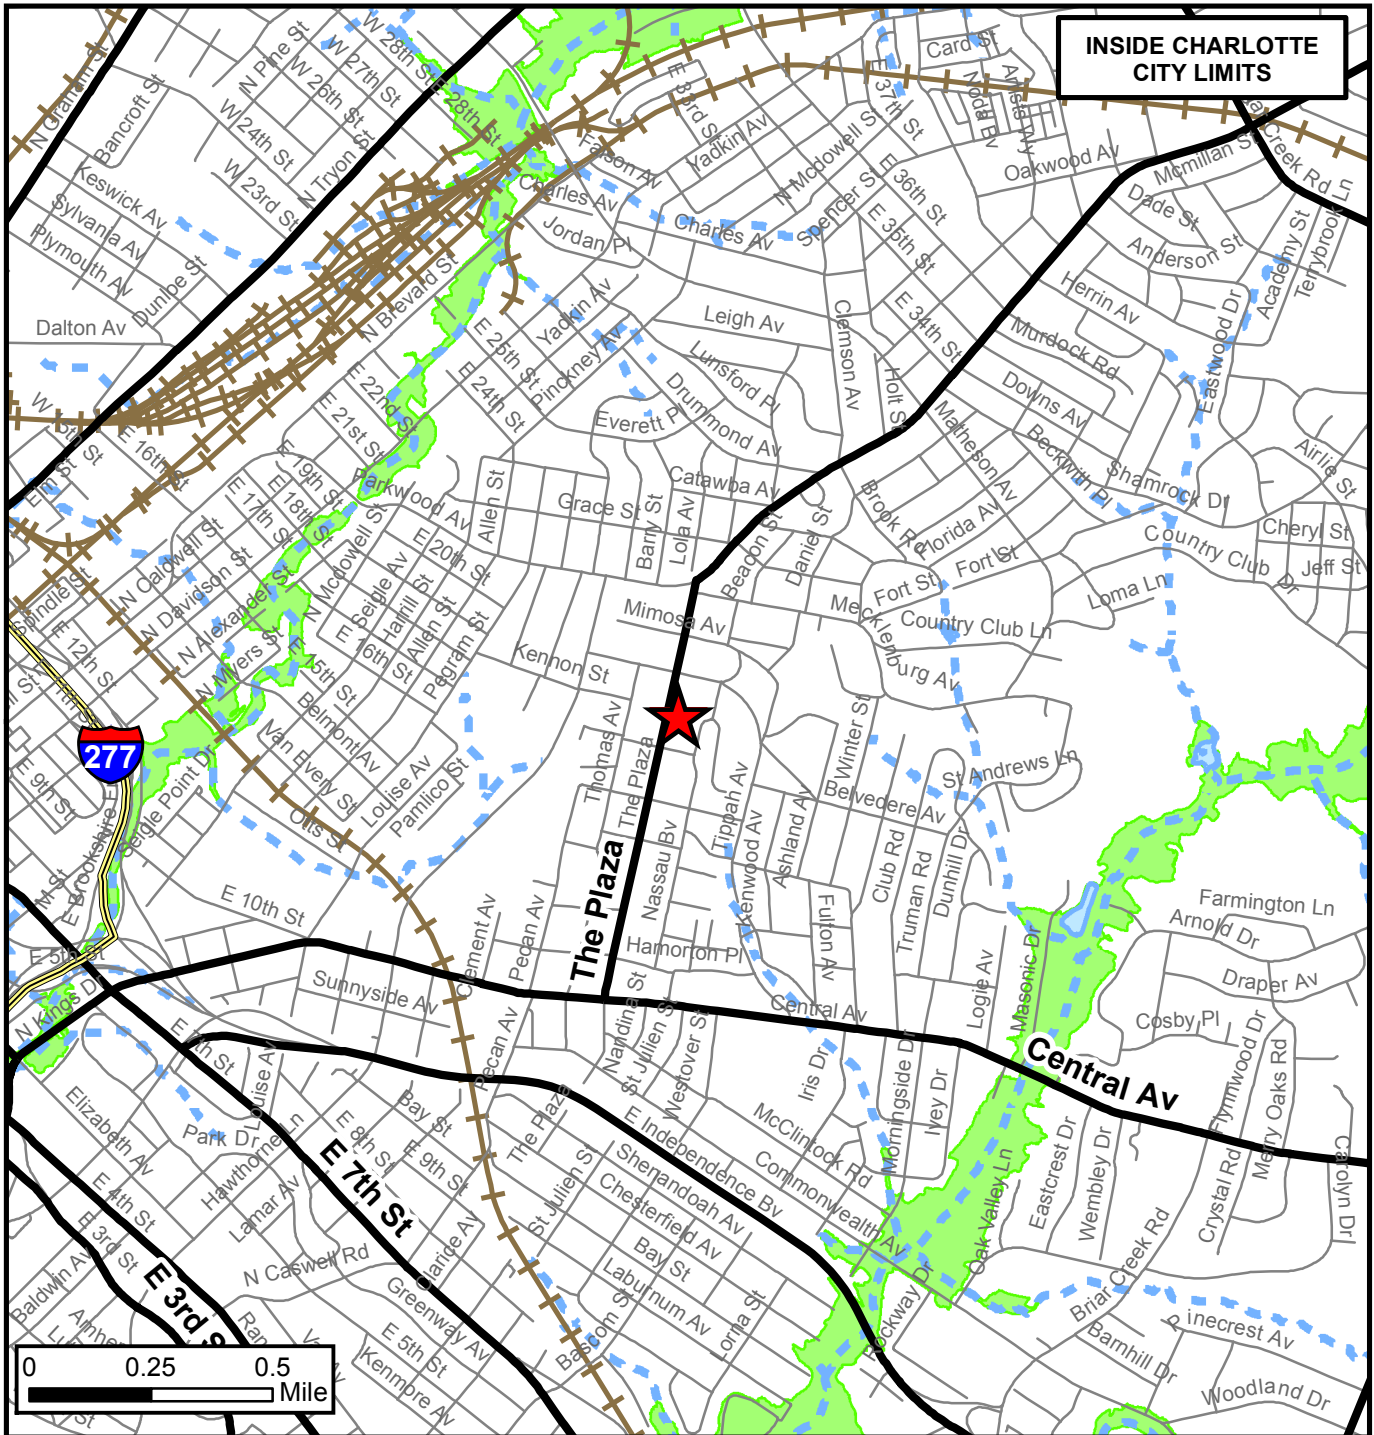 INSIDE CHARLOTTE
CITY LIMITS
N Graham St
Bancroft St
N Pine St
W 28th St
W 27th St
W 26th St
W 24th St
W 23rd St
N Tryon St
E 28th St
Keswick Av
Sylvania Av
Plymouth Av
Dunloe St
Dalton Av
E 33rd St
Yadkin Av
Faison Av
Charles Av
Jordan Pl
Charles Av
N Mcdowell S
Spencer S
E 37th St
E 36th St
E 35th St
E 34th St
Card St
Noda Bv
Artists Wy
Oakwood Av
Mcmillan St
Creek Rd Ln
Dade St
Anderson St
Academy St
Terrybrook Ln
Herrin Av
Eastwood Dr
Murdock Rd
Downs Av
Beckwith Pl
Shamrock Dr
Airlie St
Cheryl St
Jeff St
Country Club Dr
Loma Ln
N Brevard St
E 25th St
E 24th St
Yadkin Av
Pinckney Av
Leigh Av
Lunsford Pl
Drummond Av
Everett P
Clemson Av
Holt St
Matheson Av
Brook Rd
Florida Av
Fort St
Fort St
Country Club Ln
Mecklenburg Av
E 22nd St
E 21st St
E 19th St
E 18th St
E 17th St
E 16th St
W 15th St
Elm St
Parkwood Av
Allen St
Grace St
Catawba Av
Barry St
Lola Av
Beacon St
Daniel St
Mimosa Av
Kennon St
E 20th St
N Mcdowell St
Seigle Av
Harrill St
Allen St
Pegram St
E 16th St
E 15th St
N Caldwell St
N Davidson St
N Alexander St
N Myers St
Spindle St
E 12th St
E 11th St
277
E 9th St
E Brookshire
Seigle Point Dr
Belmont Av
Van Every St
Louise Av
Pamlico St
Otts St
Thomas Av
The Plaza
The Plaza
Nassau Bv
Tippah Av
Kenwood Av
Ashland Av
Winter St
Belvedere Av
St Andrews Ln
Club Rd
Truman Rd
Dunhill Dr
Fulton Av
Hamorton Pl
Logie Av
Masonic Dr
Farmington Ln
Arnold Dr
Draper Av
Cosby Pl
Flynnwood Dr
Merry Oaks Rd
Crystal Rd
Carolyn Dr
M St
E 10th St
E 5th St
N Kings Dr
Sunnyside Av
Clement Av
Pecan Av
Pecan Av
Nandina St
St Julien St
Westover St
Central Av
Central Av
Iris Dr
Morningside Dr
Ivey Dr
E 7th St
Louise Av
Elizabeth Av
Park Dr
Hawthorne Ln
Lamar Av
E 7th St
E 8th St
E 9th St
Bay St
The Plaza
St Julien S
E Independence Bv
McClintock Rd
Commonwealth Av
Shenandoah Av
Chesterfield Av
Bay St
Laburnum Av
Lorna St
Bascom St
Rockway Dr
Oak Valley Ln
Eastcrest Dr
Wembley Dr
Briar Creek Rd
Pinecrest Av
Barnhill Dr
Woodland Dr
E 4th St
E 3rd St
E 3rd S
Baldwin Av
N Caswell Rd
Clarice Av
Greenway Av
E 5th St
Kenmore Av
0 0.25 0.5
Mile